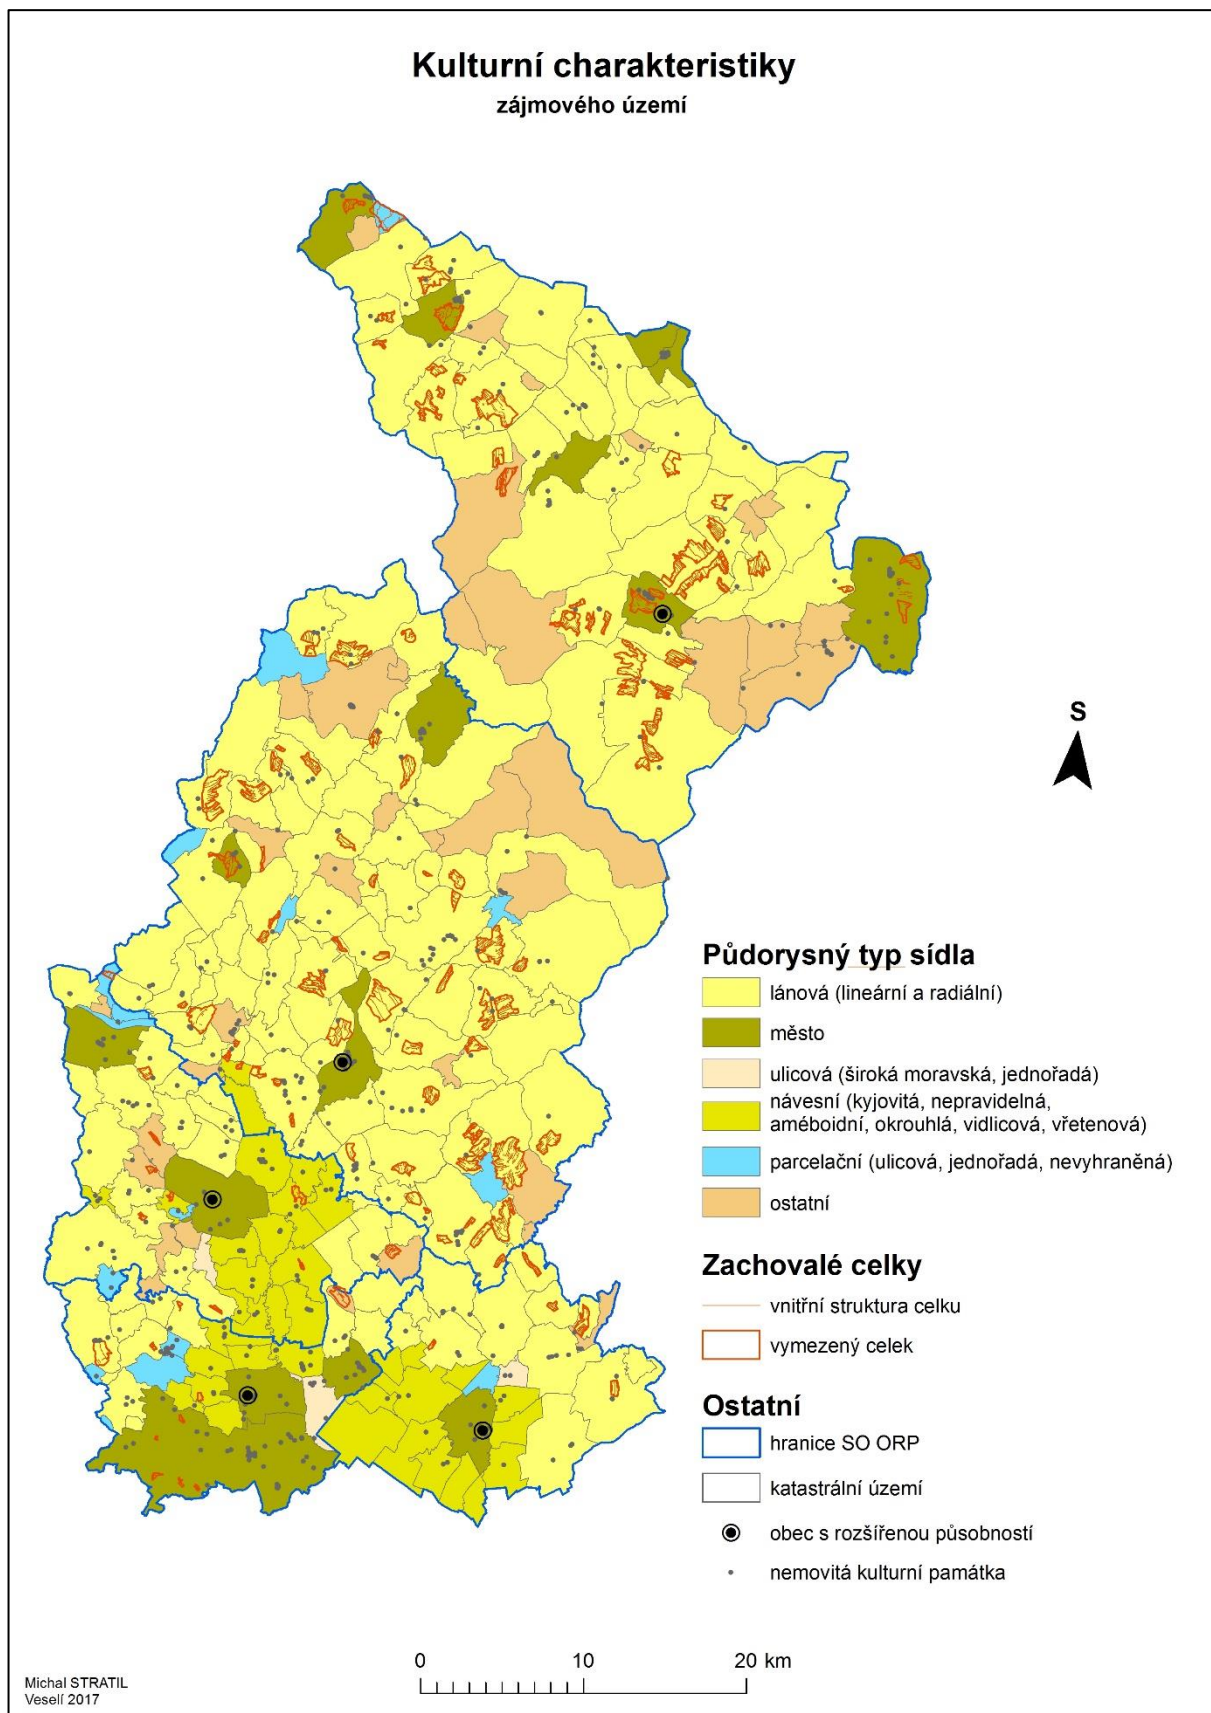 Kulturní charakteristiky
zájmového území
S
Půdorysný typ sídla
lánová (lineární a radiální)
město
ulicová (široká moravská, jednořadá)
návesní (kyjovitá, nepravidelná,
améboidní, okrouhlá, vidlicová, vřetenová)
parcelační (ulicová, jednořadá, nevyhraněná)
ostatní
Zachovalé celky
vnitřní struktura celku
vymezený celek
Ostatní
hranice SO ORP
katastrální území
obec s rozšířenou působností
nemovitá kulturní památka
0 10 20 km
Michal STRATIL
Veselí 2017